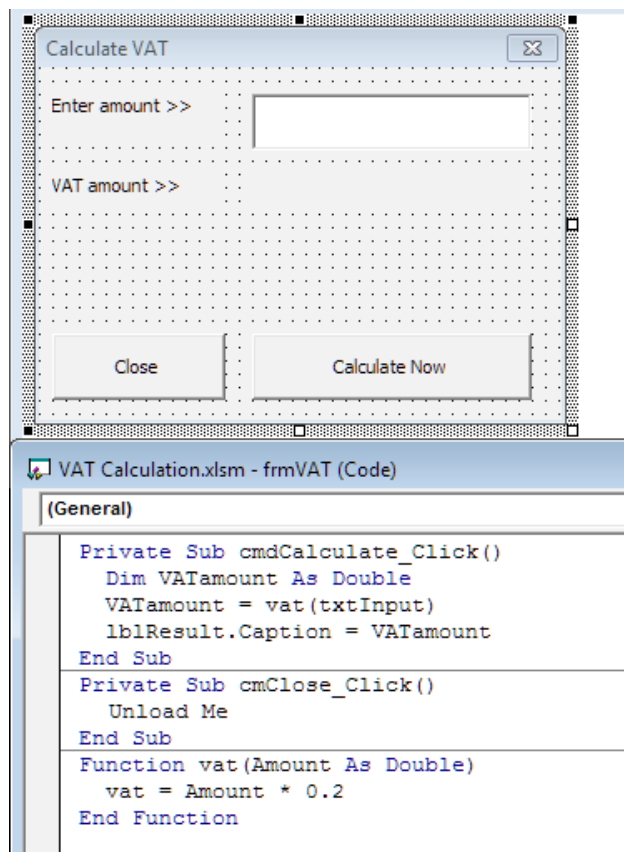 Calculate VAT
Enter amount >>
VAT amount >>
Close Calculate Now
VAT Calculation.xlsm - frmVAT (Code)
(General)
Private Sub cmdCalculate_Click()
Dim VATamount As Double
VATamount = vat(txtInput)
lblResult.Caption = VATamount
End Sub
Private Sub cmClose_Click()
Unload Me
End Sub
Function vat(Amount As Double)
vat = Amount * 0.2
End Function